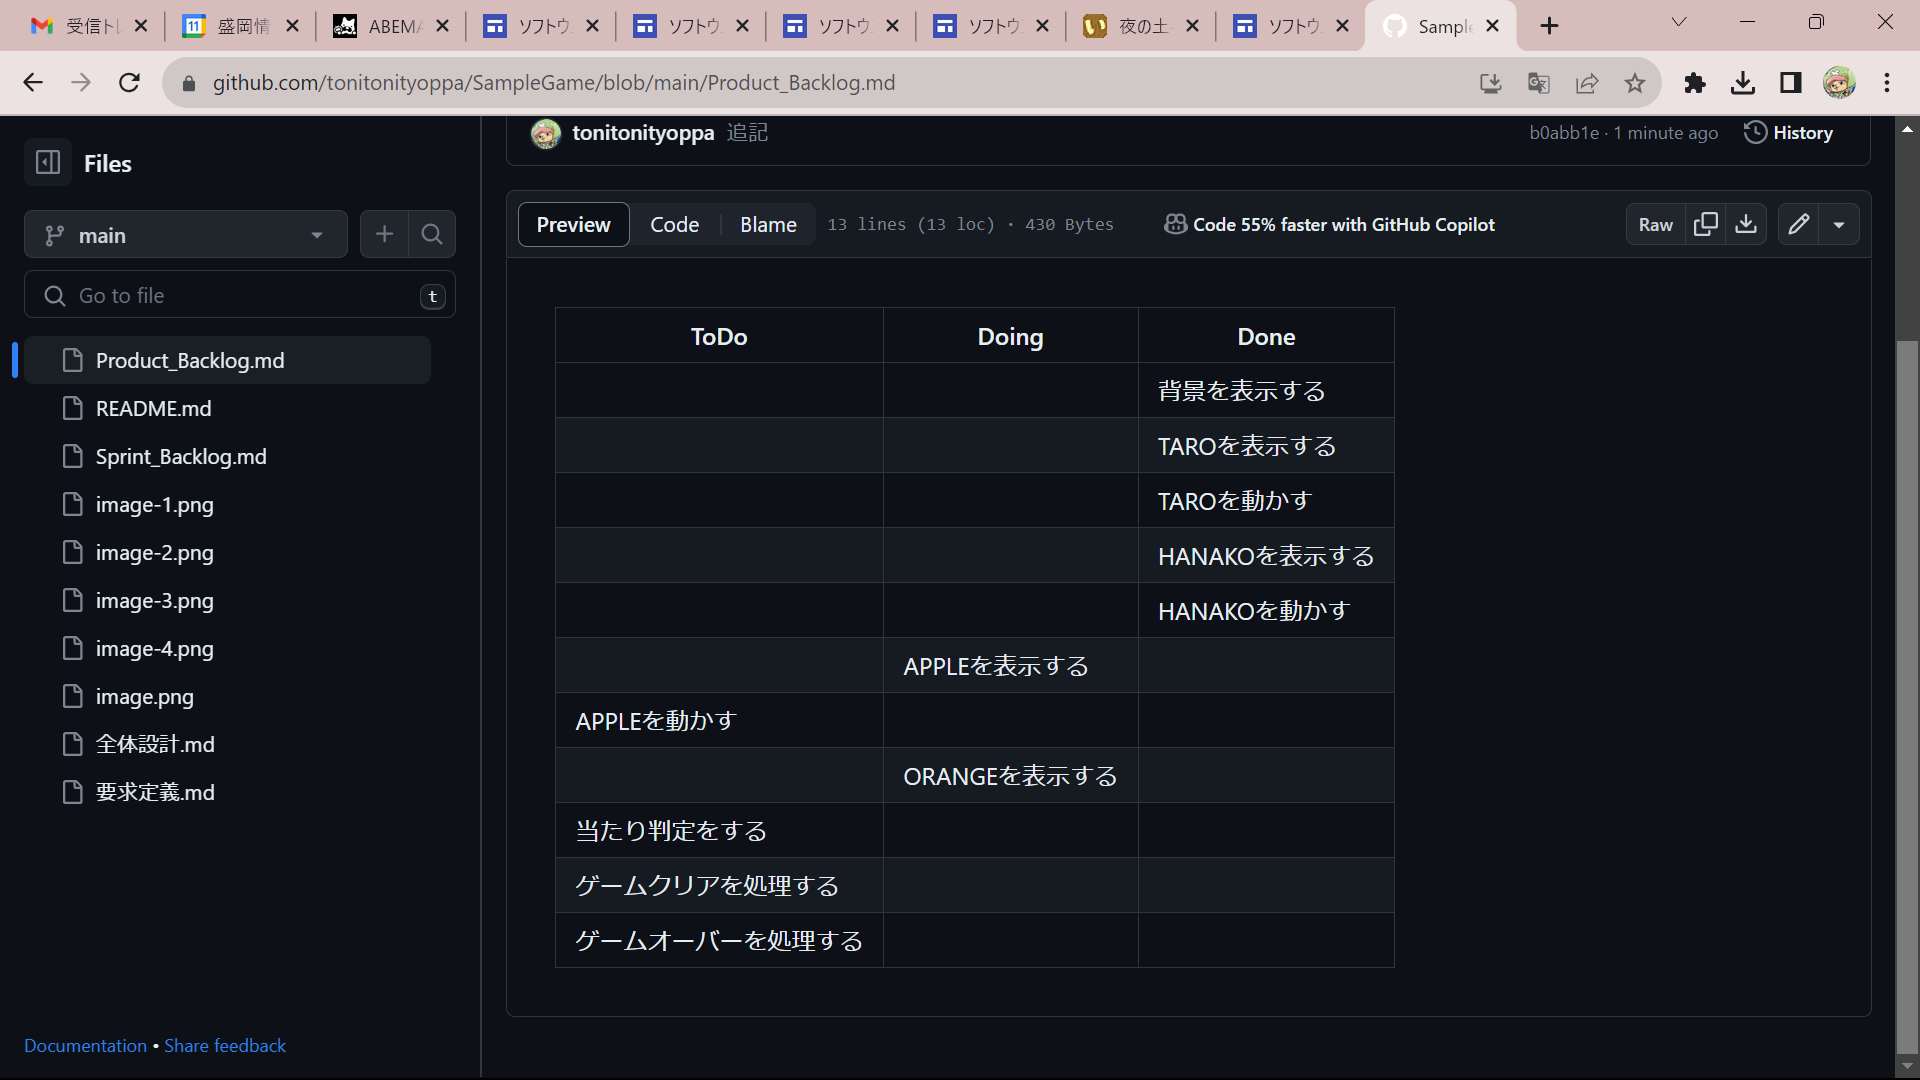 受信ト
盛岡情
ABEMA
ソフトウ
ソフトウ
ソフトウ
ソフトウ
夜の土
ソフトウ
Sample
github.com/tonitonityoppa/SampleGame/blob/main/Product_Backlog.md
tonitonityoppa 追記
b0abb1e · 1 minute ago
History
Files
main
Go to file
t
Product_Backlog.md
README.md
Sprint_Backlog.md
image-1.png
image-2.png
image-3.png
image-4.png
image.png
全体設計.md
要求定義.md
Documentation • Share feedback
Preview Code Blame 13 lines (13 loc) · 430 Bytes Code 55% faster with GitHub Copilot Raw
ToDo Doing Done
背景を表示する
TAROを表示する
TAROを動かす
HANAKOを表示する
HANAKOを動かす
APPLEを表示する
APPLEを動かす
ORANGEを表示する
当たり判定をする
ゲームクリアを処理する
ゲームオーバーを処理する